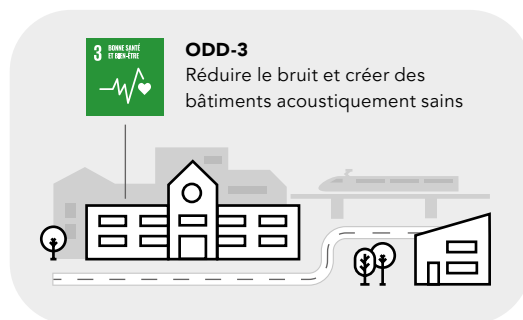 3 BONNE SANTÉ
ET BIEN-ÊTRE
ODD-3
Réduire le bruit et créer des
bâtiments acoustiquement sains